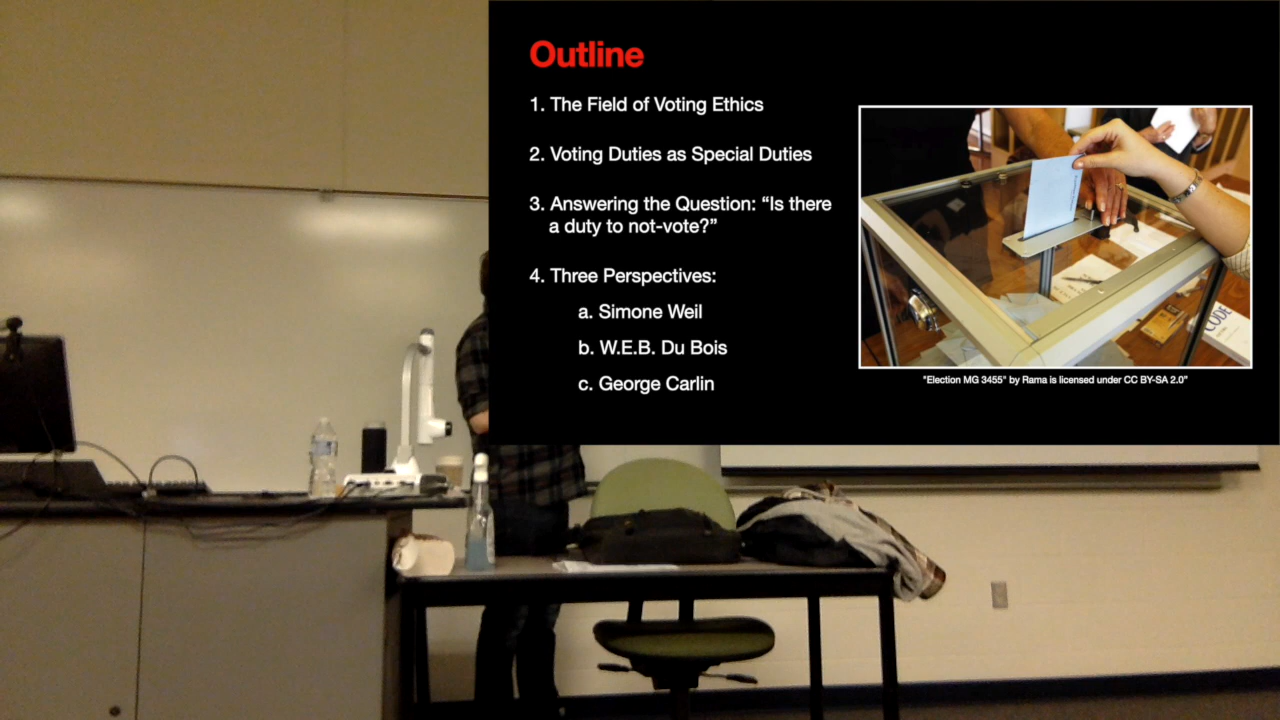 Outline
1. The Field of Voting Ethics
2. Voting Duties as Special Duties
3. Answering the Question: “Is there
a duty to not-vote?”
4. Three Perspectives:
a. Simone Weil
b. W.E.B. Du Bois
c. George Carlin
CODE
"Election MG 3455" by Rama is licensed under CC BY-SA 2.0"